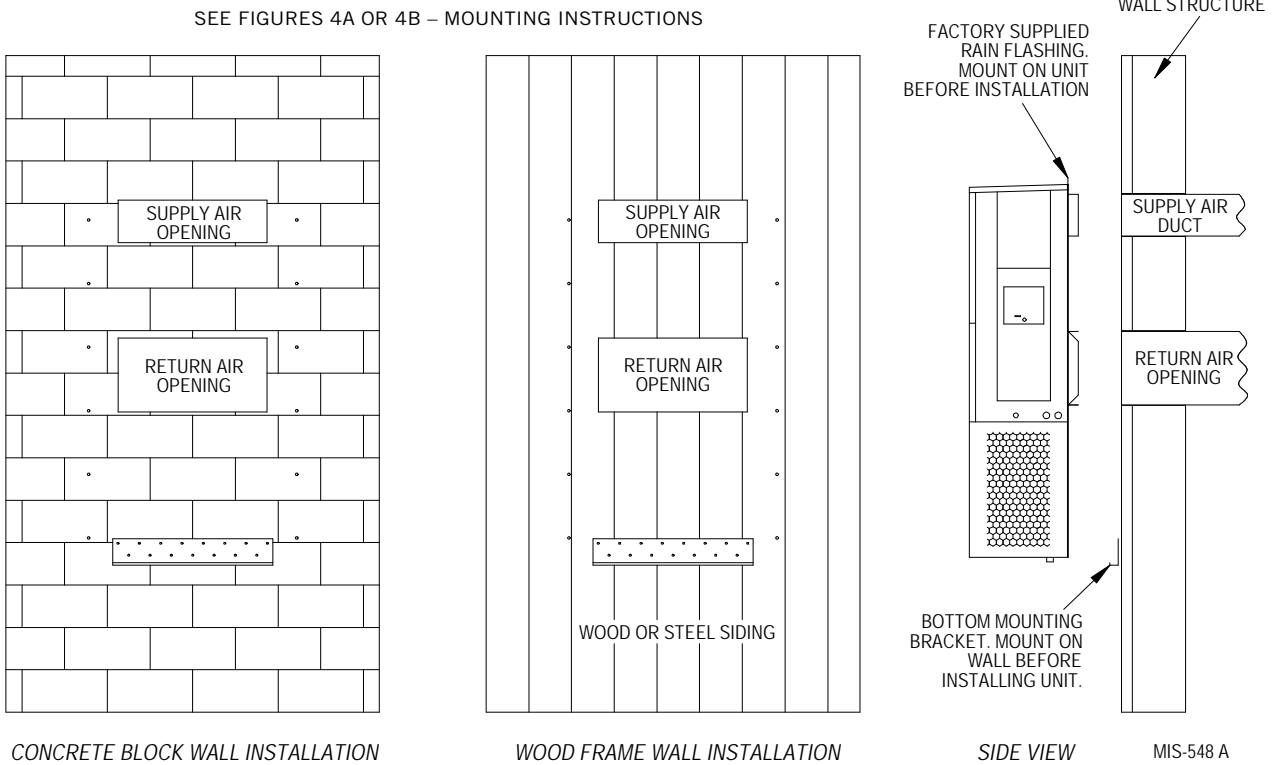 SEE FIGURES 4A OR 4B – MOUNTING INSTRUCTIONS
WALL STRUCTURE
FACTORY SUPPLIED
RAIN FLASHING.
MOUNT ON UNIT
BEFORE INSTALLATION
SUPPLY AIR
OPENING
SUPPLY AIR
OPENING
SUPPLY AIR
DUCT
RETURN AIR
OPENING
RETURN AIR
OPENING
RETURN AIR
OPENING
WOOD OR STEEL SIDING
BOTTOM MOUNTING
BRACKET. MOUNT ON
WALL BEFORE
INSTALLING UNIT.
CONCRETE BLOCK WALL INSTALLATION
WOOD FRAME WALL INSTALLATION
SIDE VIEW
MIS-548 A